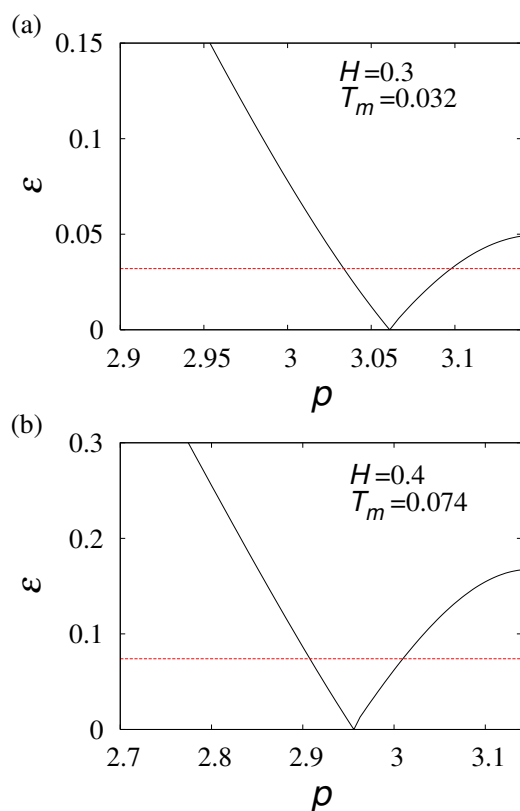 (a)
0.15
H=0.3
T_m=0.032
0.1
ε
0.05
0
2.9 2.95 3 3.05 3.1
p
(b)
0.3
H=0.4
T_m=0.074
0.2
ε
0.1
0
2.7 2.8 2.9 3 3.1
p